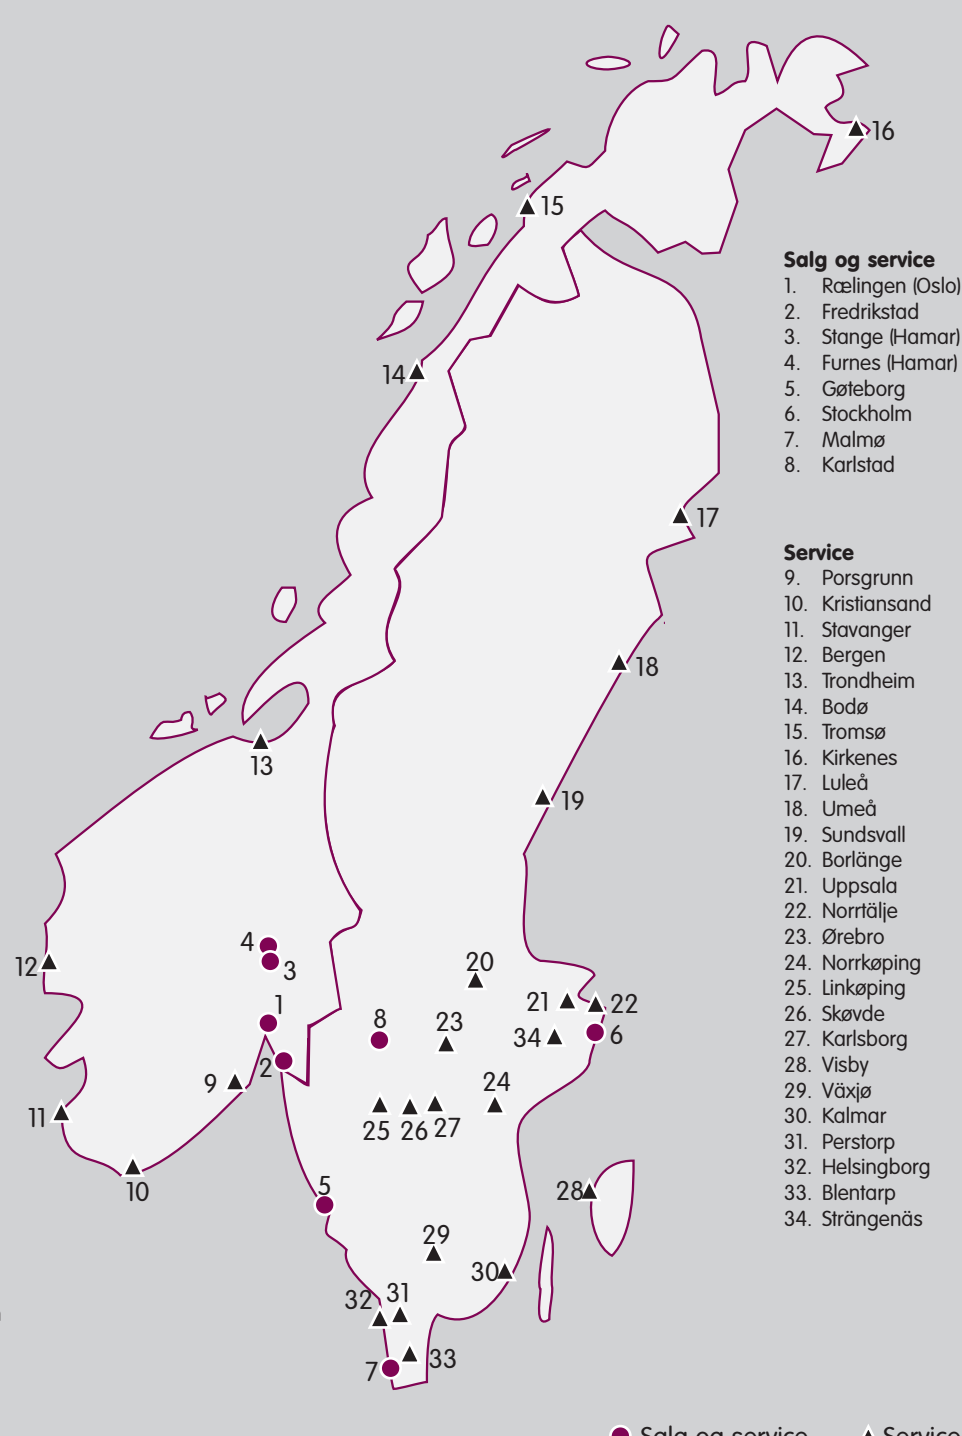 16
15
14
17
18
13
19
4
3
12
20
1
21
22
8
23
34
6
2
9
24
11
25
26
27
10
5
28
29
30
31
32
33
7
Salg og service
1. Rælingen (Oslo)
2. Fredrikstad
3. Stange (Hamar)
4. Furnes (Hamar)
5. Gøteborg
6. Stockholm
7. Malmø
8. Karlstad
Service
9. Porsgrunn
10. Kristiansand
11. Stavanger
12. Bergen
13. Trondheim
14. Bodø
15. Tromsø
16. Kirkenes
17. Luleå
18. Umeå
19. Sundsvall
20. Borlänge
21. Uppsala
22. Norrtälje
23. Ørebro
24. Norrkøping
25. Linkøping
26. Skøvde
27. Karlsborg
28. Visby
29. Växjø
30. Kalmar
31. Perstorp
32. Helsingborg
33. Blentarp
34. Strängenäs
Salg og service
Service